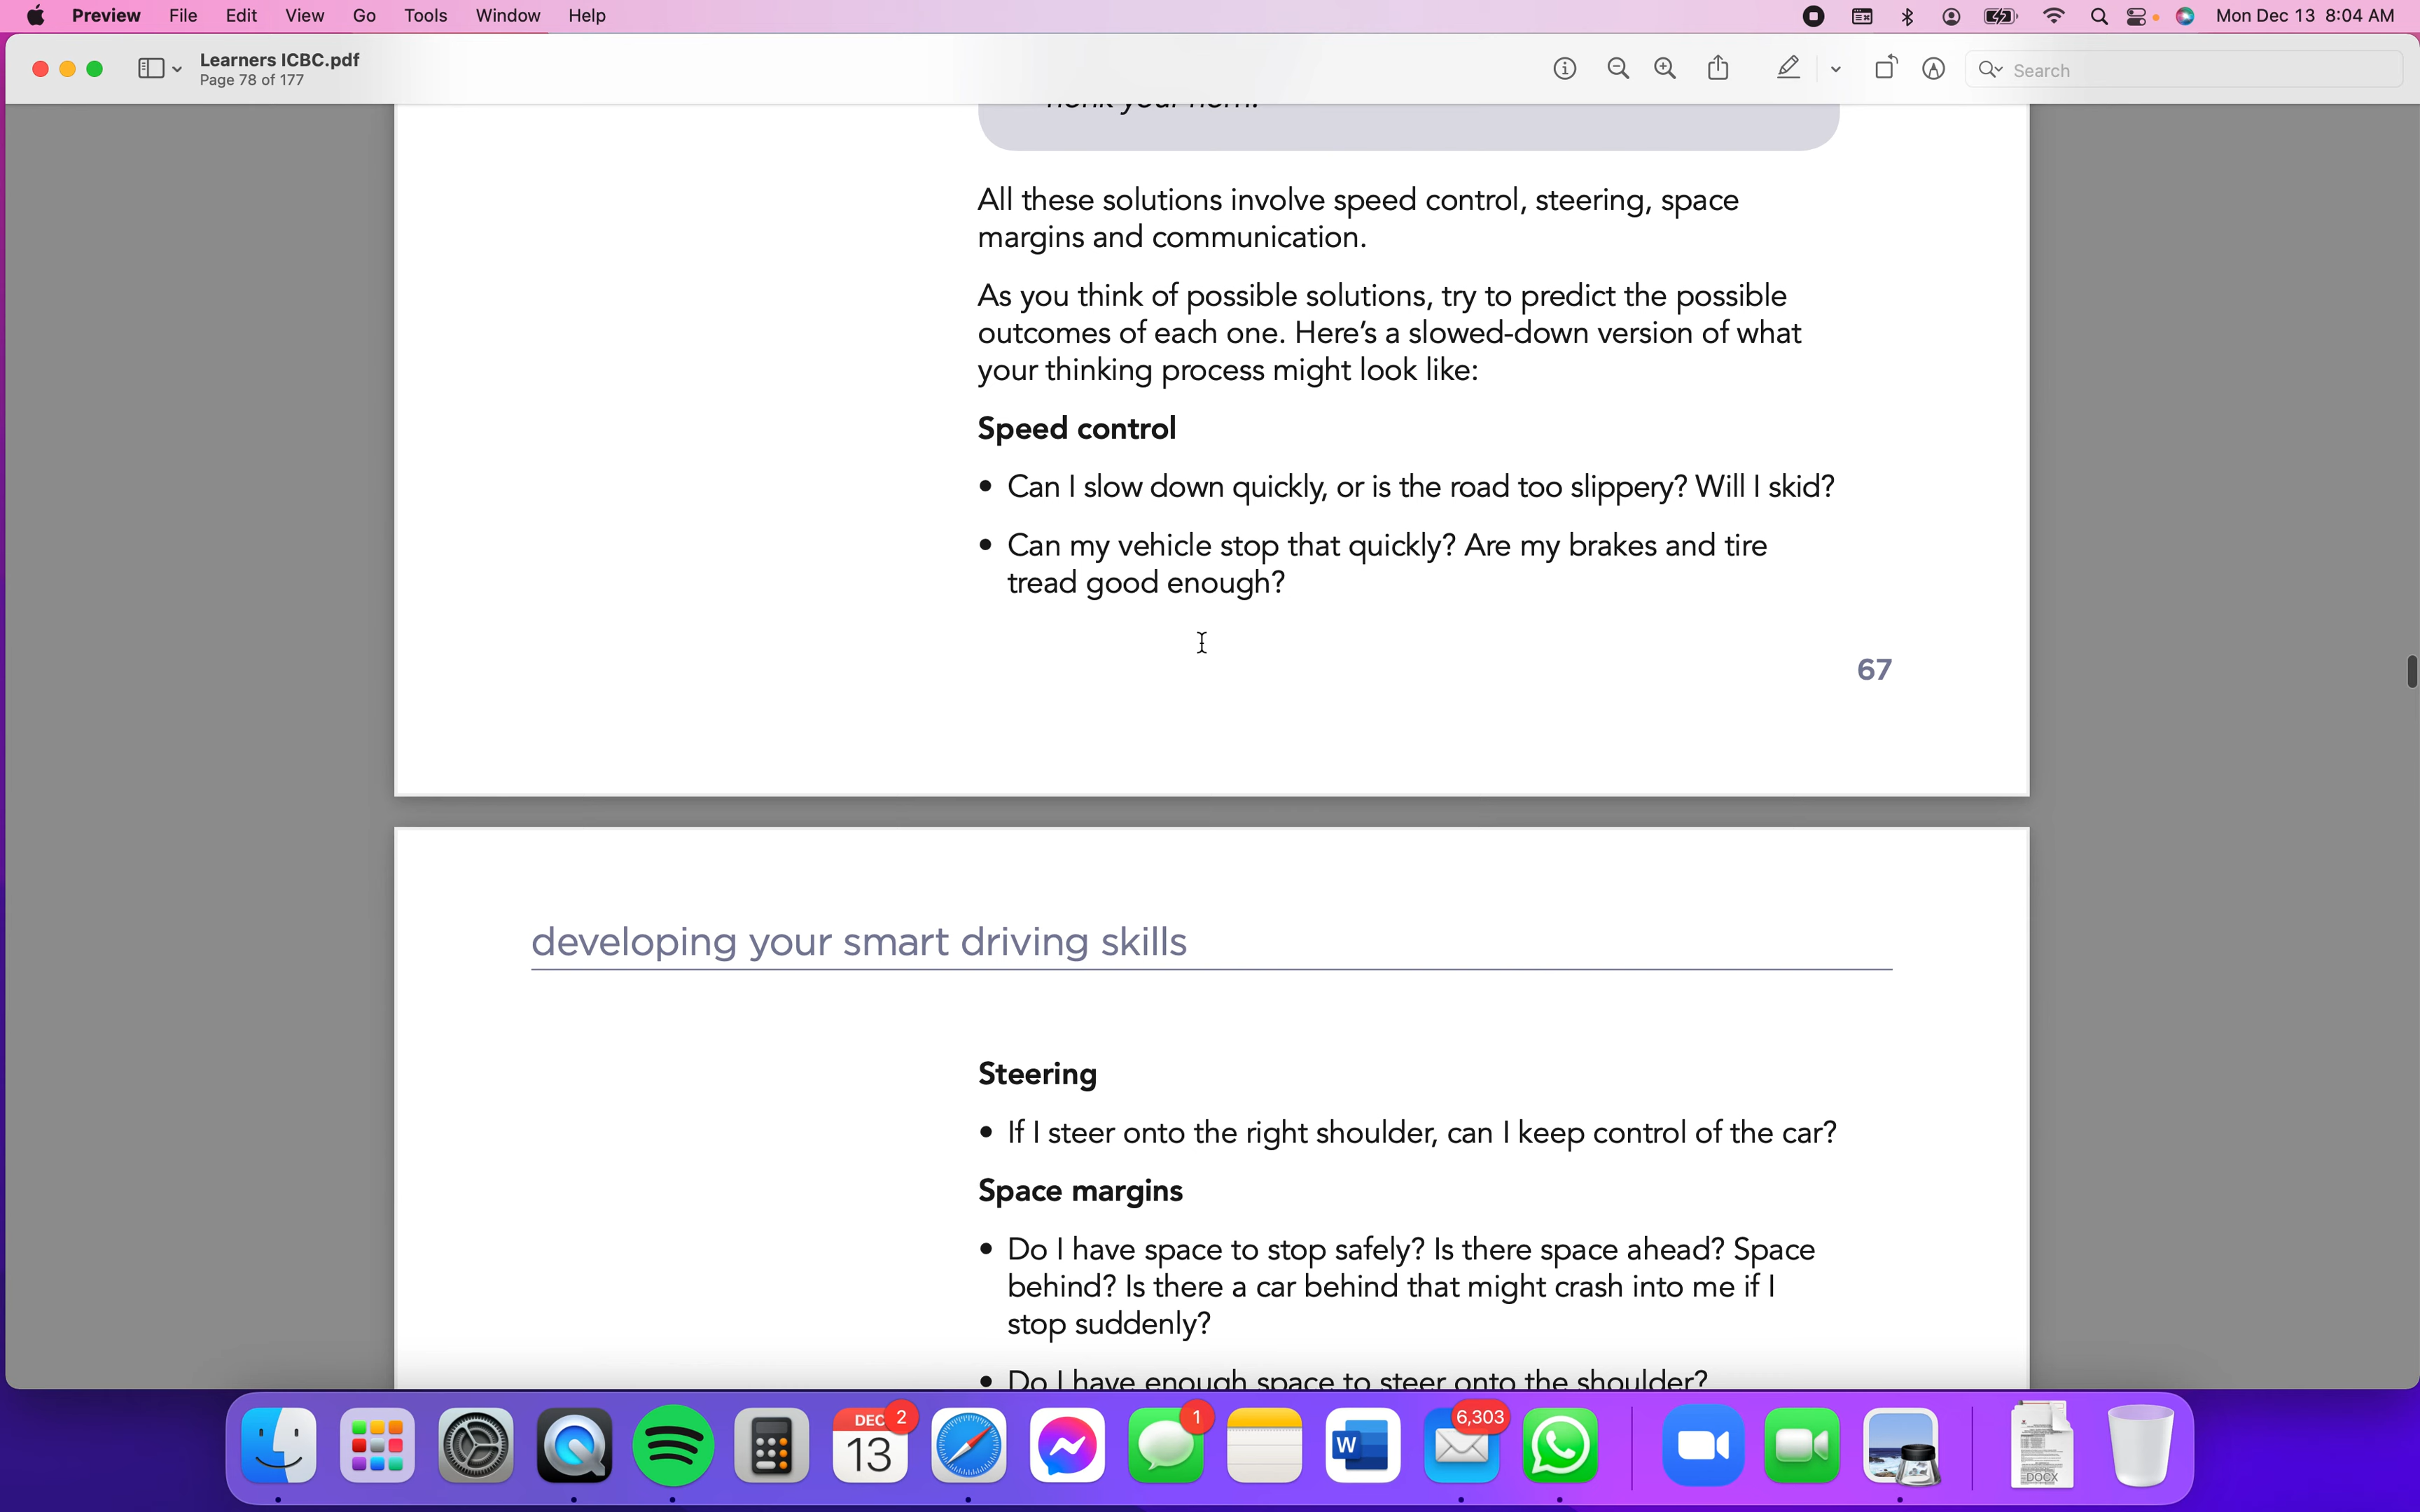 Preview File Edit View Go Tools Window Help Mon Dec 13 8:04 AM
Learners ICBC.pdf
Page 78 of 177
Search
honk your horn.
All these solutions involve speed control, steering, space
margins and communication.
As you think of possible solutions, try to predict the possible
outcomes of each one. Here's a slowed-down version of what
your thinking process might look like:
Speed control
• Can I slow down quickly, or is the road too slippery? Will I skid?
• Can my vehicle stop that quickly? Are my brakes and tire
tread good enough?
67
developing your smart driving skills
Steering
• If I steer onto the right shoulder, can I keep control of the car?
Space margins
• Do I have space to stop safely? Is there space ahead? Space
behind? Is there a car behind that might crash into me if I
stop suddenly?
• Do I have enough space to steer onto the shoulder?
DEC 2
13
1
W
6,303
DOCX